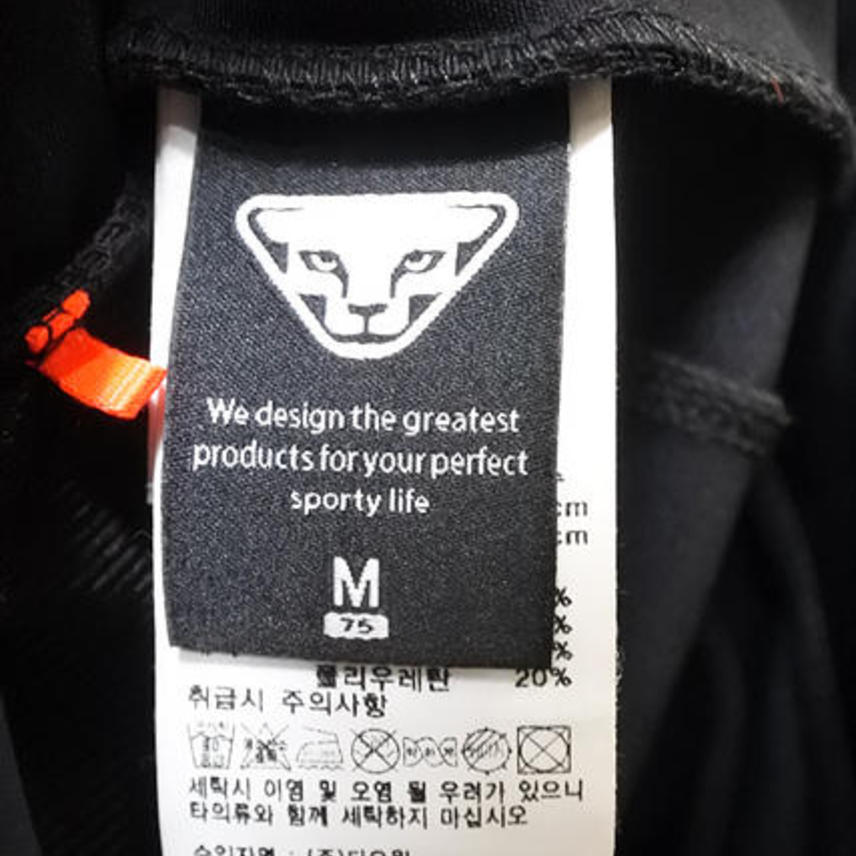 We design the greatest
products for your perfect
sporty life
M
75
cm
cm
%
%
%
폴리우레탄 20%
취급시 주의사항
세탁시 이염 및 오염 될 우려가 있으니
타의류와 함께 세탁하지 마십시오